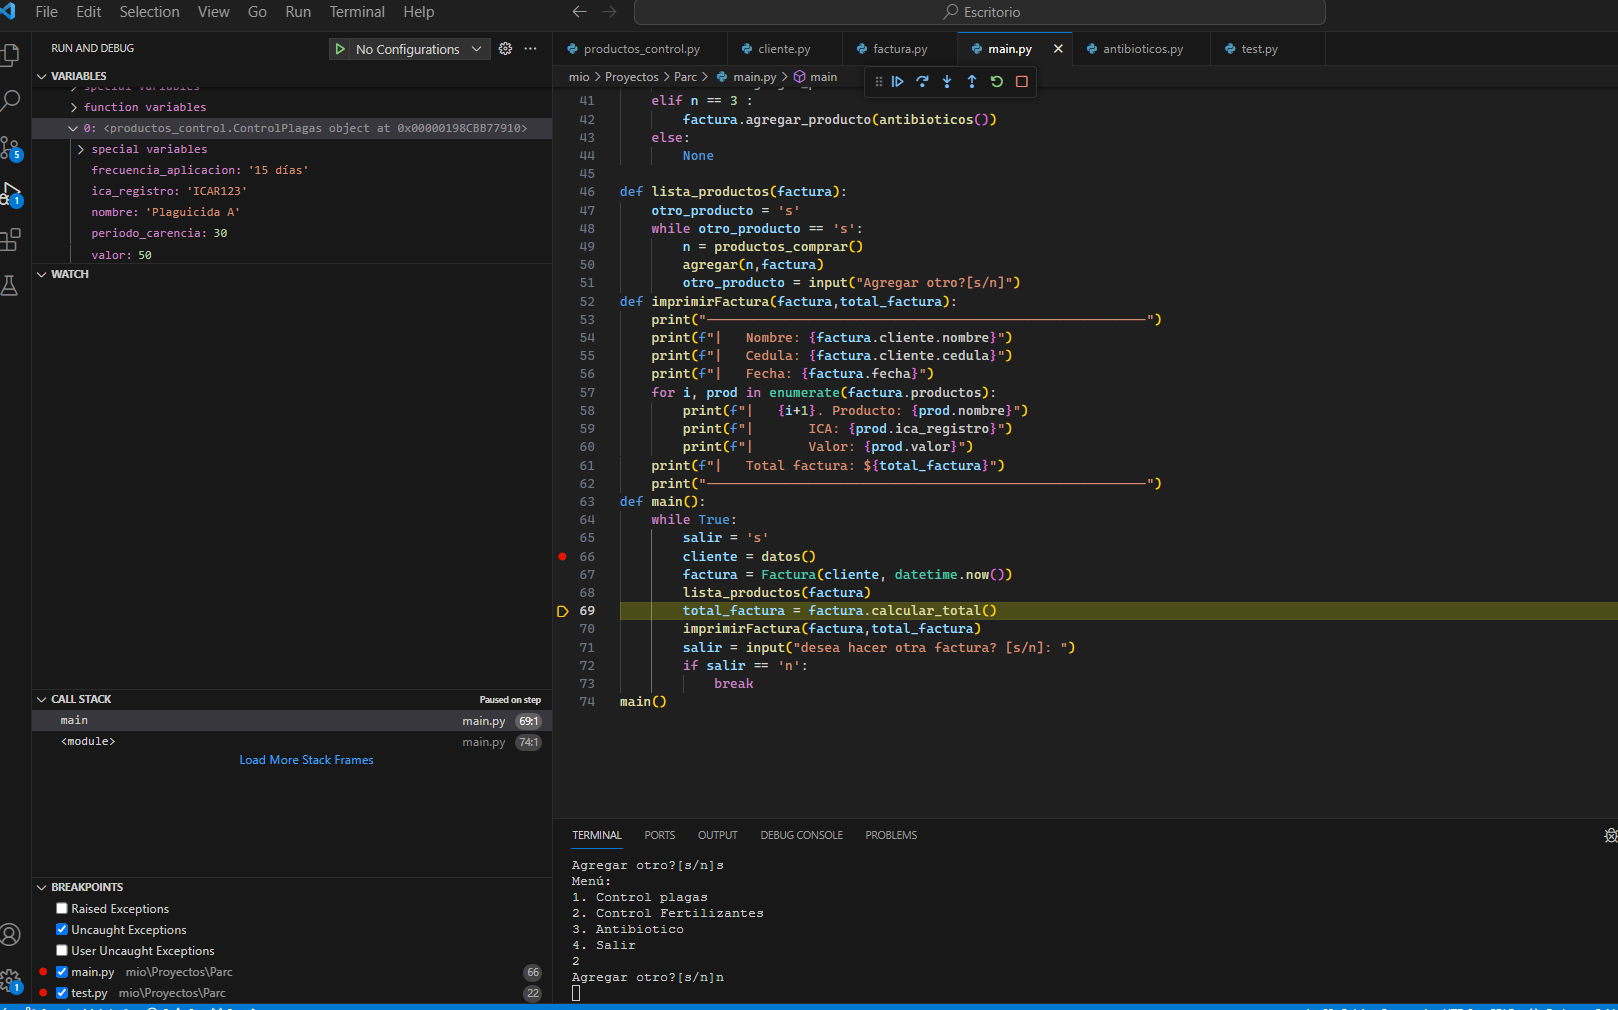 File Edit Selection View Go Run Terminal Help
Escritorio
RUN AND DEBUG
No Configurations
productos_control.py
cliente.py
factura.py
main.py
antibioticos.py
test.py
mio > Proyectos > Parc > main.py > main
VARIABLES
special variables
function variables
0: <productos_control.ControlPlagas object at 0x00000198CBB77910>
special variables
frecuencia_aplicacion: '15 días'
ica_registro: 'ICAR123'
nombre: 'Plaguicida A'
periodo_carencia: 30
valor: 50
WATCH
CALL STACK
Paused on step
main main.py 69:1
<module> main.py 74:1
Load More Stack Frames
BREAKPOINTS
Raised Exceptions
Uncaught Exceptions
User Uncaught Exceptions
main.py mio\Proyectos\Parc 66
test.py mio\Proyectos\Parc 22
5
1
1
41 elif n == 3 :
42 factura.agregar_producto(antibioticos())
43 else:
44 None
45
46 def lista_productos(factura):
47 otro_producto = 's'
48 while otro_producto == 's':
49 n = productos_comprar()
50 agregar(n,factura)
51 otro_producto = input("Agregar otro?[s/n]")
52 def imprimirFactura(factura,total_factura):
53 print("————————————————————————————————————————————————————————")
54 print(f"|   Nombre: {factura.cliente.nombre}")
55 print(f"|   Cedula: {factura.cliente.cedula}")
56 print(f"|   Fecha: {factura.fecha}")
57 for i, prod in enumerate(factura.productos):
58 print(f"|   {i+1}. Producto: {prod.nombre}")
59 print(f"|       ICA: {prod.ica_registro}")
60 print(f"|       Valor: {prod.valor}")
61 print(f"|   Total factura: ${total_factura}")
62 print("————————————————————————————————————————————————————————")
63 def main():
64 while True:
65 salir = 's'
66 cliente = datos()
67 factura = Factura(cliente, datetime.now())
68 lista_productos(factura)
69 total_factura = factura.calcular_total()
70 imprimirFactura(factura,total_factura)
71 salir = input("desea hacer otra factura? [s/n]: ")
72 if salir == 'n':
73 break
74 main()
TERMINAL PORTS OUTPUT DEBUG CONSOLE PROBLEMS
Agregar otro?[s/n]s
Menú:
1. Control plagas
2. Control Fertilizantes
3. Antibiotico
4. Salir
2
Agregar otro?[s/n]n